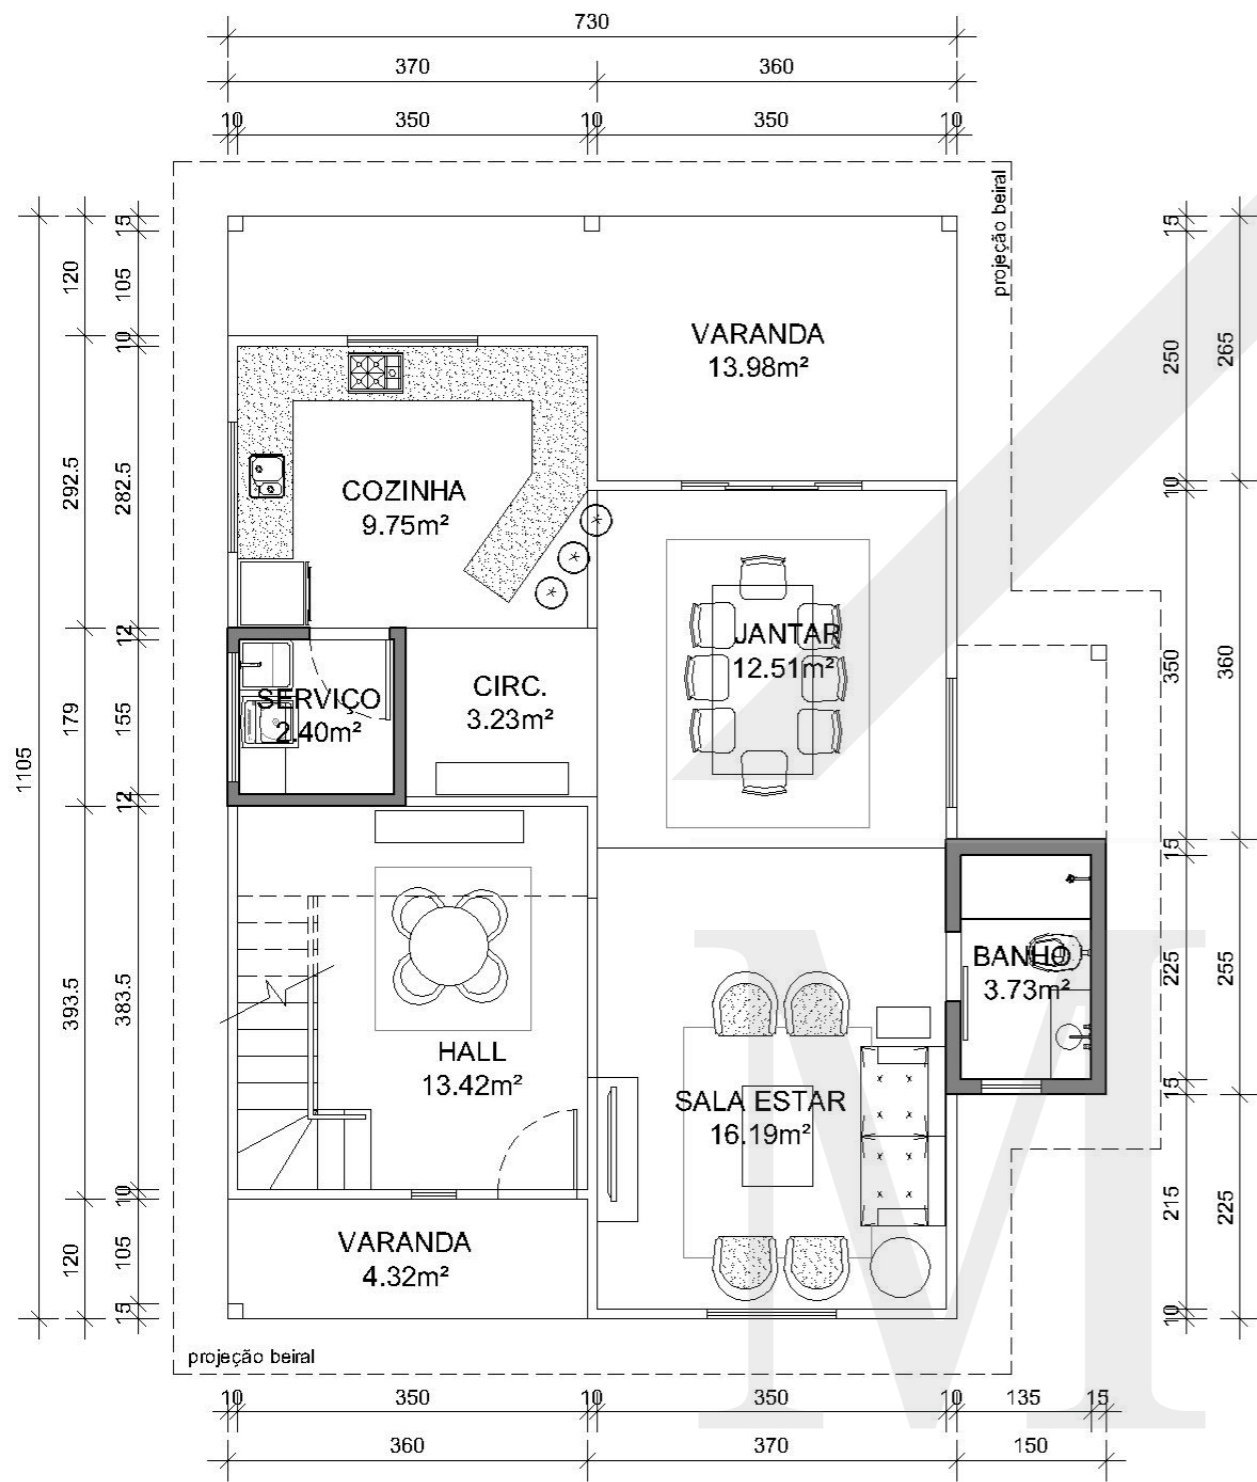 730
370 360
10 350 10 350 10
projeção beiral
15
120
105
10
15
250
265
VARANDA
13.98m²
292.5
282.5
COZINHA
9.75m²
10
12
JANTAR
12.51m²
350
360
SERVIÇO
2.40m²
CIRC.
3.23m²
179
155
1105
12
15
BANHO
3.73m²
225
255
393.5
383.5
HALL
13.42m²
SALA ESTAR
16.19m²
15
10
215
225
VARANDA
4.32m²
120
105
15
10
projeção beiral
10 350 10 350 10 135 15
360 370 150
M